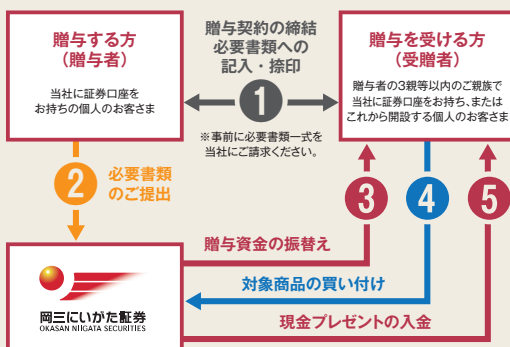 贈与する方
(贈与者)
当社に証券口座を
お持ちの個人のお客さま
贈与契約の締結
必要書類への
記入・捺印
1
※事前に必要書類一式を
当社にご請求ください。
贈与を受ける方
(受贈者)
贈与者の3親等以内のご親族で
当社に証券口座をお持ち、または
これから開設する個人のお客さま
2
必要書類
のご提出
3
4
5
贈与資金の振替え
対象商品の買い付け
現金プレゼントの入金
岡三にいがた証券
OKASAN NIIGATA SECURITIES